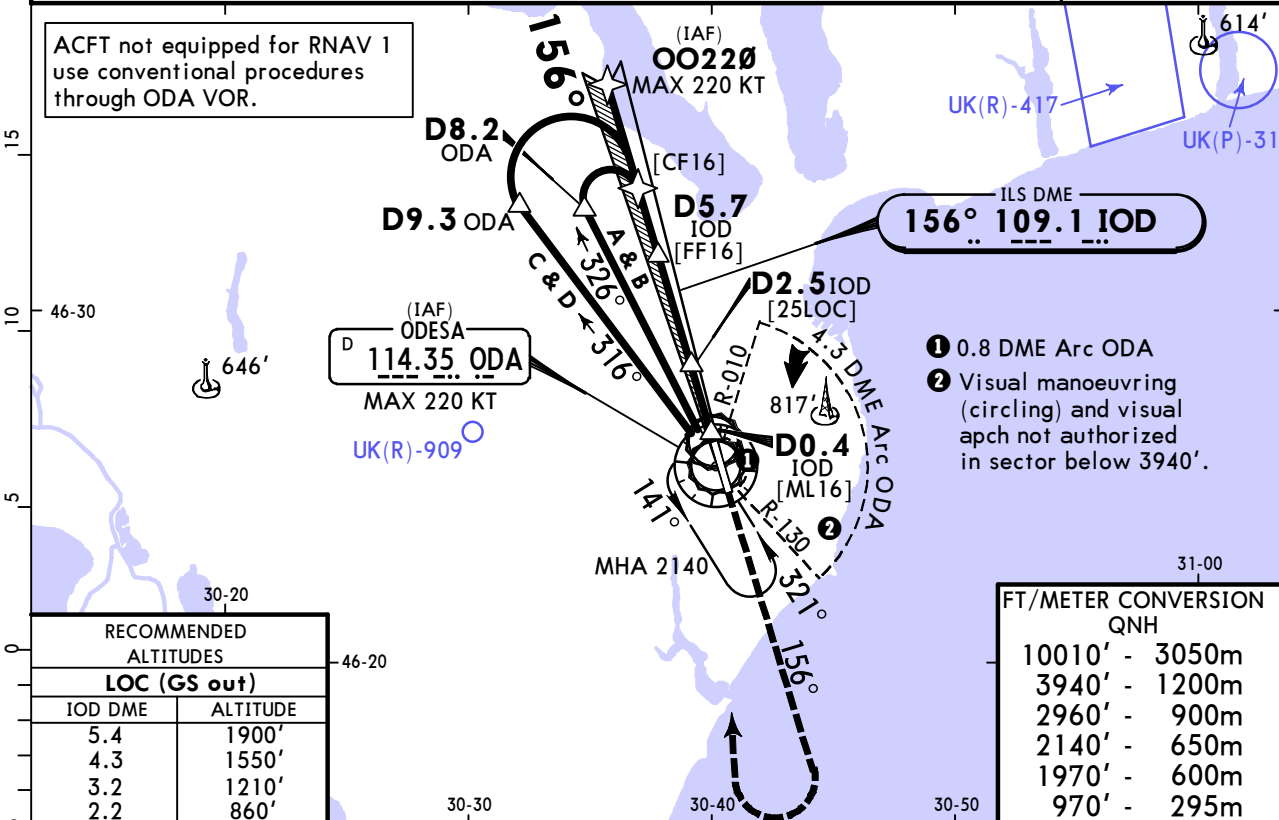 ACFT not equipped for RNAV 1
use conventional procedures
through ODA VOR.
156°
(IAF)
OO22Ø
MAX 220 KT
614'
UK(R)-417
UK(P)-31
15
D8.2
ODA
[CF16]
D9.3 ODA
D5.7
IOD
[FF16]
ILS DME
156° 109.1 IOD
A & B
326°
C & D
316°
D2.5 IOD
[25LOC]
10
46-30
(IAF)
ODESA
D 114.35 ODA
MAX 220 KT
646'
UK(R)-909
R-010
4.3 DME Arc ODA
817'
1 0.8 DME Arc ODA
2 Visual manoeuvring
(circling) and visual
apch not authorized
in sector below 3940'.
1
D0.4
IOD
[ML16]
5
141°
R-130
2
MHA 2140
321°
156°
31-00
30-20
0
46-20
RECOMMENDED
ALTITUDES
LOC (GS out)
IOD DME ALTITUDE
5.4 1900'
4.3 1550'
3.2 1210'
2.2 860'
30-30
30-40
30-50
FT/METER CONVERSION
QNH
10010' - 3050m
3940' - 1200m
2960' - 900m
2140' - 650m
1970' - 600m
970' - 295m